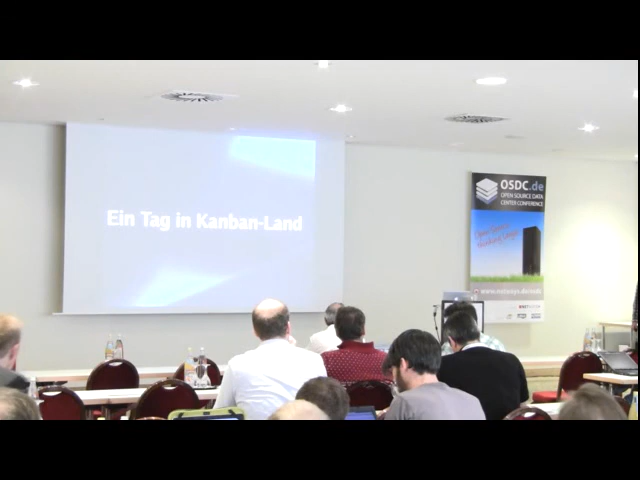 Ein Tag in Kanban-Land
OSDC.de
OPEN SOURCE DATA
CENTER CONFERENCE
www.netways.de/osdc